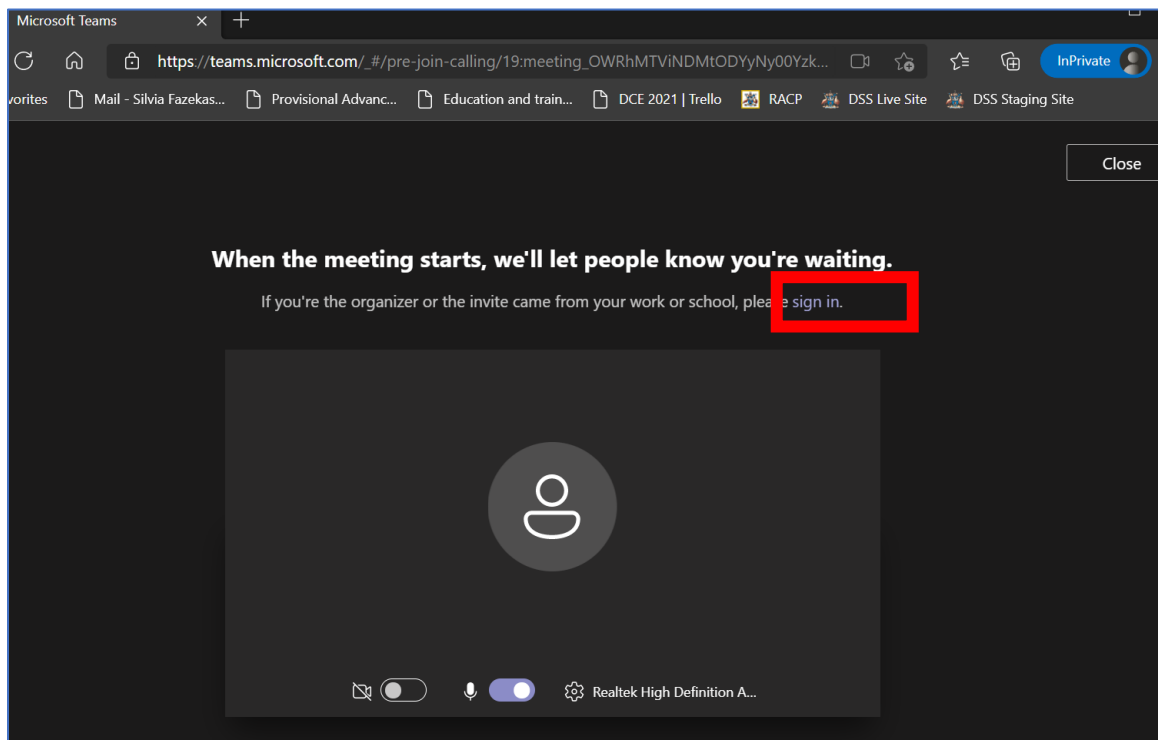 Microsoft Teams
https://teams.microsoft.com/_#/pre-join-calling/19:meeting_OWRhMTViNDMtODYyNy00Yzk...
InPrivate
vorites Mail - Silvia Fazekas... Provisional Advanc... Education and train... DCE 2021 | Trello RACP DSS Live Site DSS Staging Site
Close
When the meeting starts, we'll let people know you're waiting.
If you're the organizer or the invite came from your work or school, please sign in.
Realtek High Definition A...